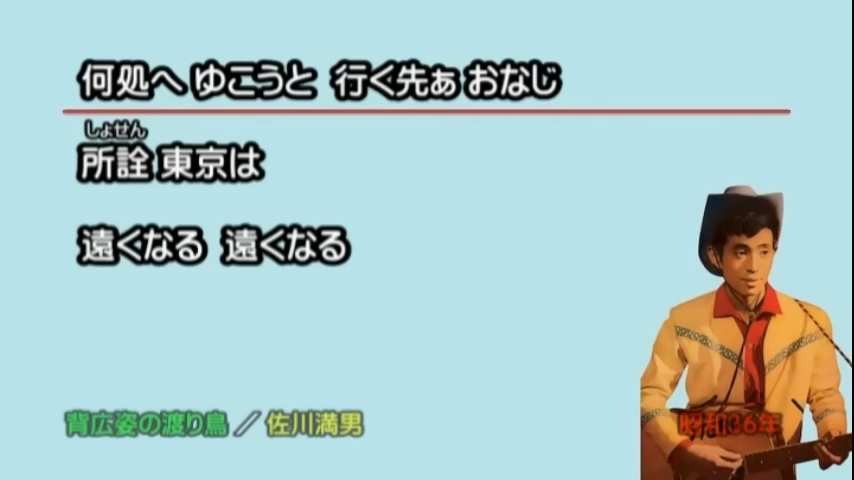 何処へ ゆこうと 行く先ぁ おなじ
しょせん
所詮 東京は
遠くなる 遠くなる
背広姿の渡り鳥 ／ 佐川満男
昭和36年